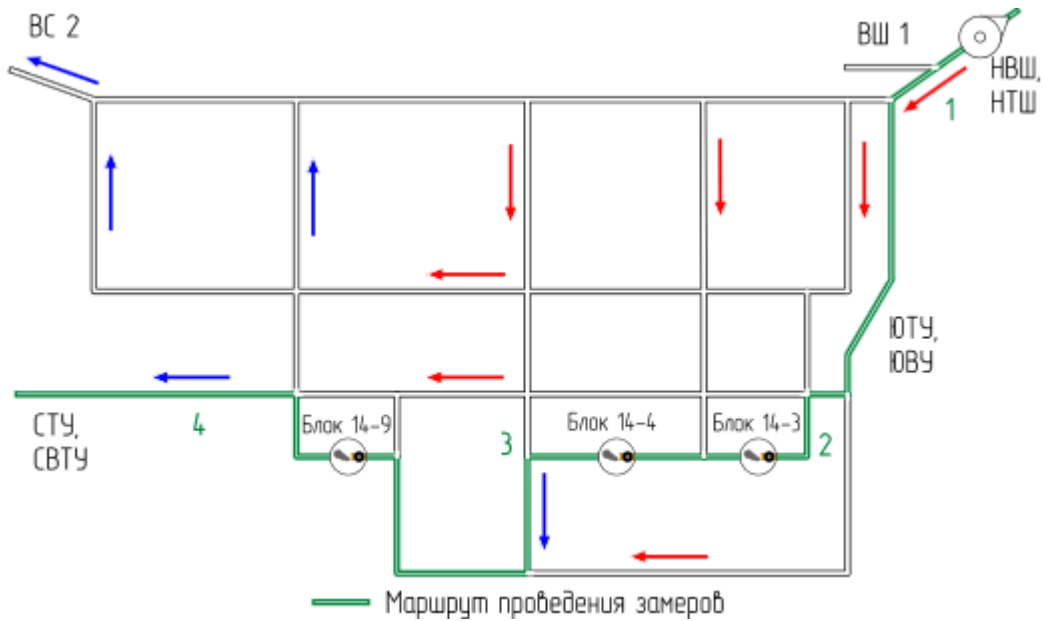 ВС 2
ВШ 1
НВШ,
НТШ
1
ЮТУ,
ЮВУ
СТУ,
СВТУ
4
Блок 14-9
3
Блок 14-4
Блок 14-3
2
Маршрут проведения замеров